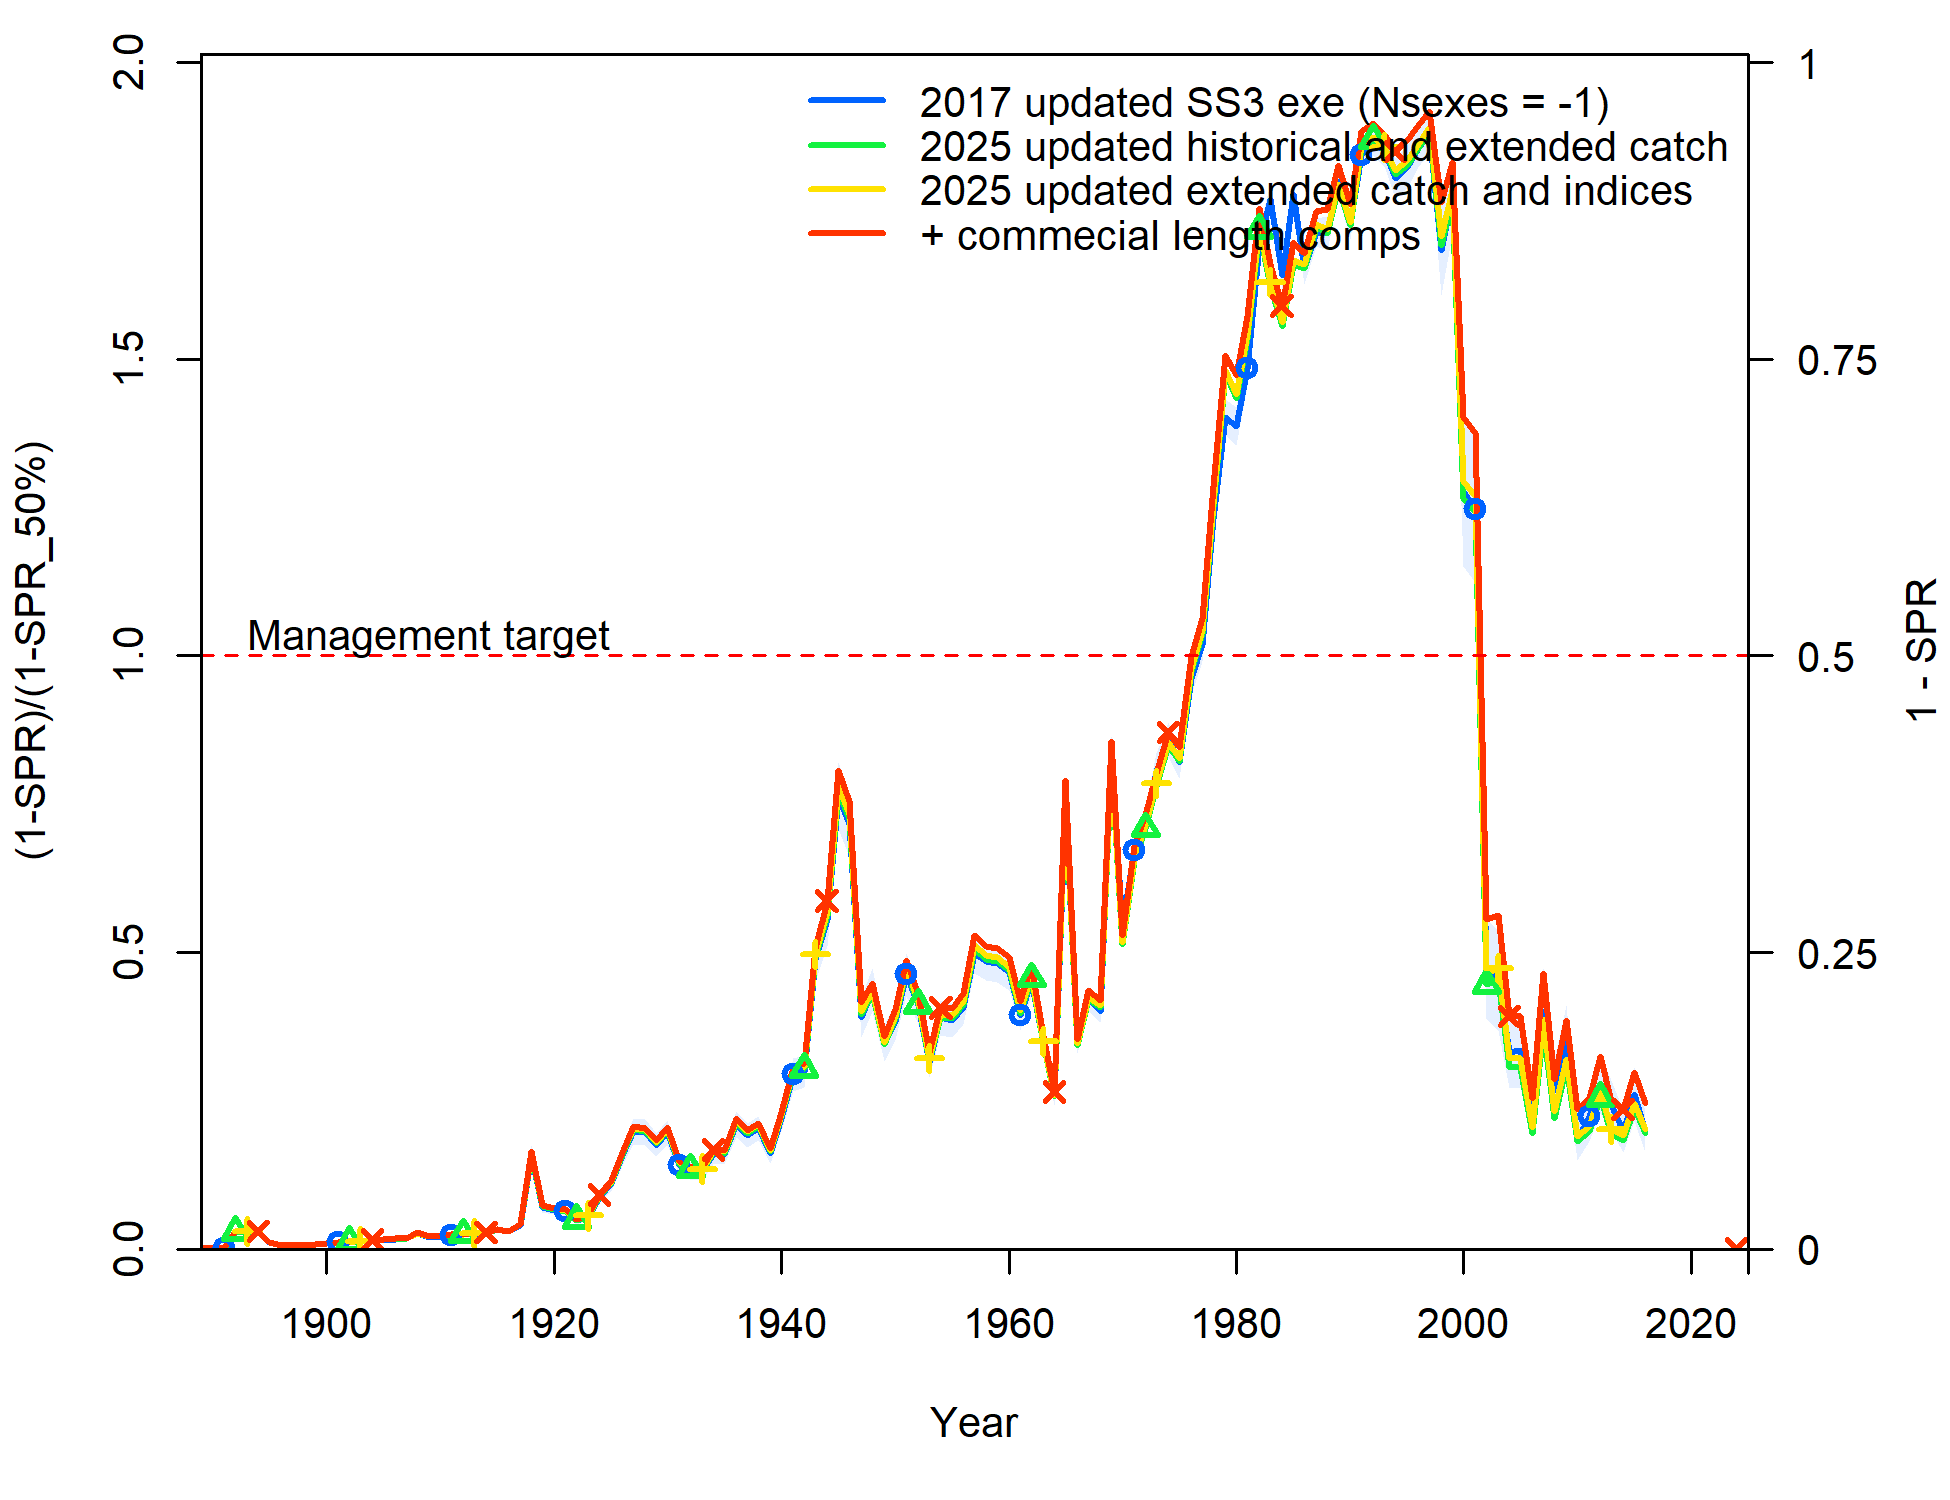 2017 updated SS3 exe (Nsexes = -1)
2025 updated historical and extended catch
2025 updated extended catch and indices
+ commecial length comps
Management target
(1-SPR)/(1-SPR_50%)
2.0
1.5
1.0
0.5
0.0
1
0.75
0.5
0.25
0
1 - SPR
1900 1920 1940 1960 1980 2000 2020
Year